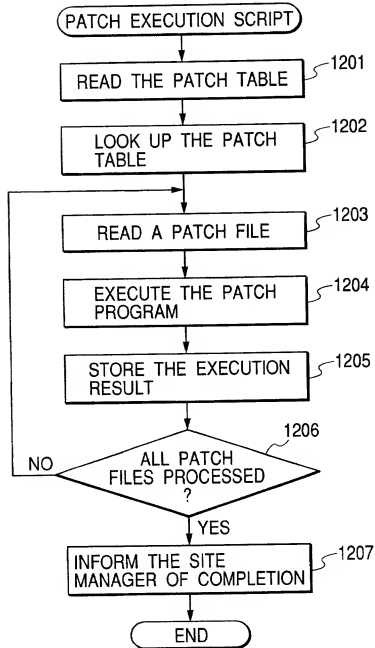 PATCH EXECUTION SCRIPT
READ THE PATCH TABLE
1201
LOOK UP THE PATCH
TABLE
1202
READ A PATCH FILE
1203
EXECUTE THE PATCH
PROGRAM
1204
STORE THE EXECUTION
RESULT
1205
ALL PATCH
FILES PROCESSED
?
1206
NO
YES
INFORM THE SITE
MANAGER OF COMPLETION
1207
END